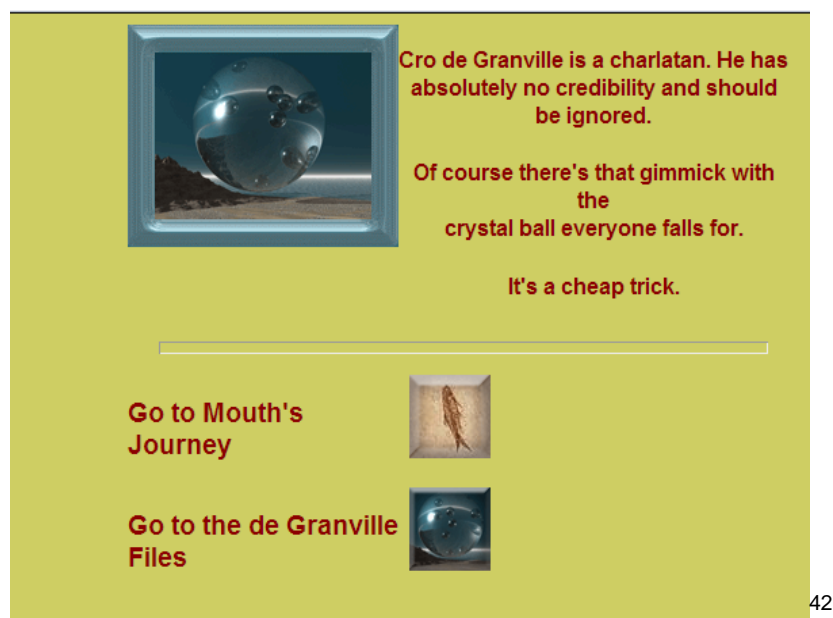 Cro de Granville is a charlatan. He has
absolutely no credibility and should
be ignored.
Of course there's that gimmick with
the
crystal ball everyone falls for.
It's a cheap trick.
Go to Mouth's
Journey
Go to the de Granville
Files
42